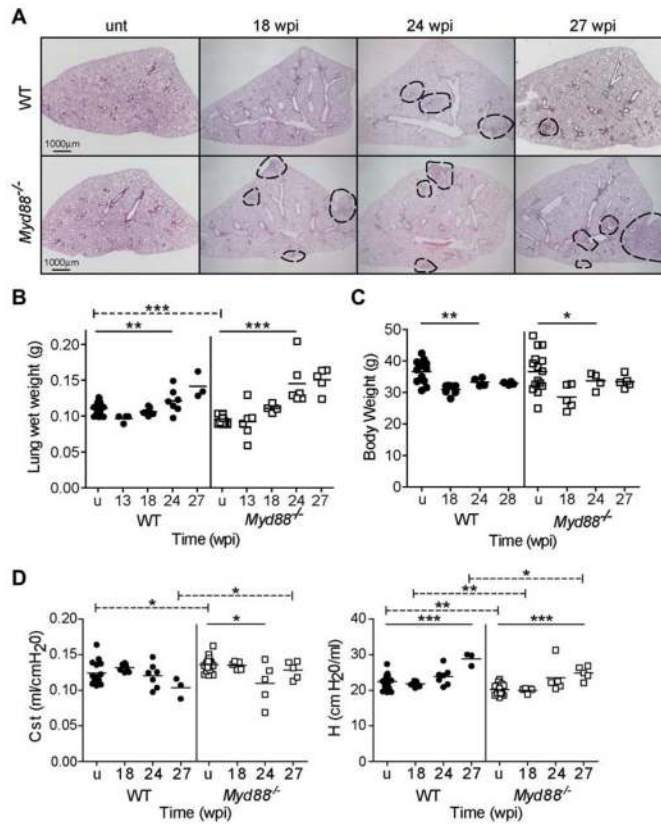 A
unt 18 wpi 24 wpi 27 wpi
WT
1000µm
Myd88-/-
1000µm
B
***
** ***
Lung wet weight (g)
0.20
0.15
0.10
0.05
0.00
u 13 18 24 27 u 13 18 24 27
WT Myd88-/-
Time (wpi)
C
** *
Body Weight (g)
50
40
30
20
10
0
u 18 24 28 u 18 24 27
WT Myd88-/-
Time (wpi)
D
*
*
*
Cst (ml/cmH20)
0.20
0.15
0.10
0.05
0.00
u 18 24 27 u 18 24 27
WT Myd88-/-
Time (wpi)
*
**
**
*** ***
H (cm H20/ml)
40
30
20
10
0
u 18 24 27 u 18 24 27
WT Myd88-/-
Time (wpi)